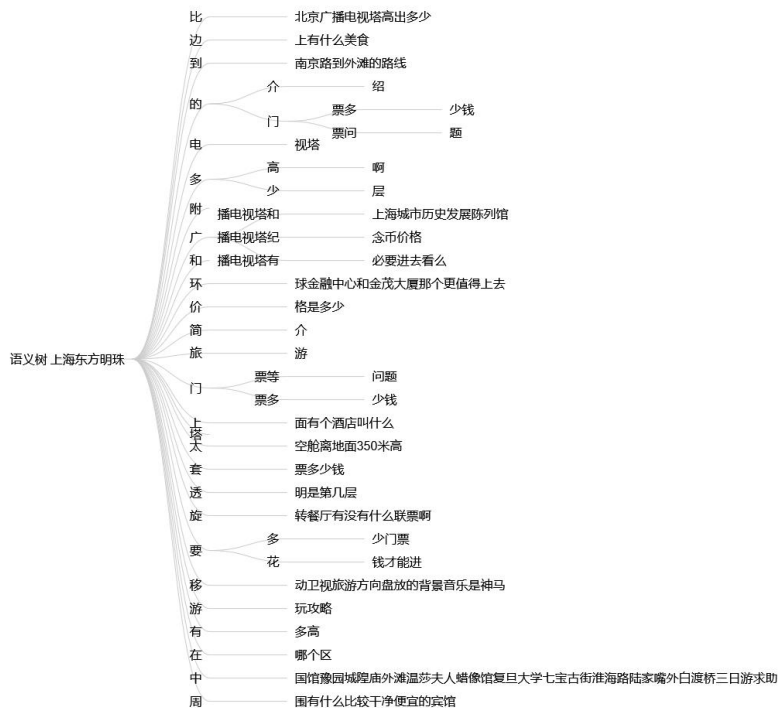 比 北京广播电视塔高出多少
边 上有什么美食
到 南京路到外滩的路线
介 绍
的
票多 少钱
门
票问 题
电 视塔
高 啊
多
少 层
附
播电视塔和 上海城市历史发展陈列馆
广 播电视塔纪 念币价格
和 播电视塔有 必要进去看么
环 球金融中心和金茂大厦那个更值得上去
价 格是多少
简 介
旅 游
语义树 上海东方明珠
票等 问题
门
票多 少钱
上 面有个酒店叫什么
塔
太 空舱离地面350米高
套 票多少钱
透 明是第几层
旋 转餐厅有没有什么联票啊
多 少门票
要
花 钱才能进
移 动卫视旅游方向盘放的背景音乐是神马
游 玩攻略
有 多高
在 哪个区
中 国馆豫园城隍庙外滩温莎夫人蜡像馆复旦大学七宝古街淮海路陆家嘴外白渡桥三日游求助
周 围有什么比较干净便宜的宾馆